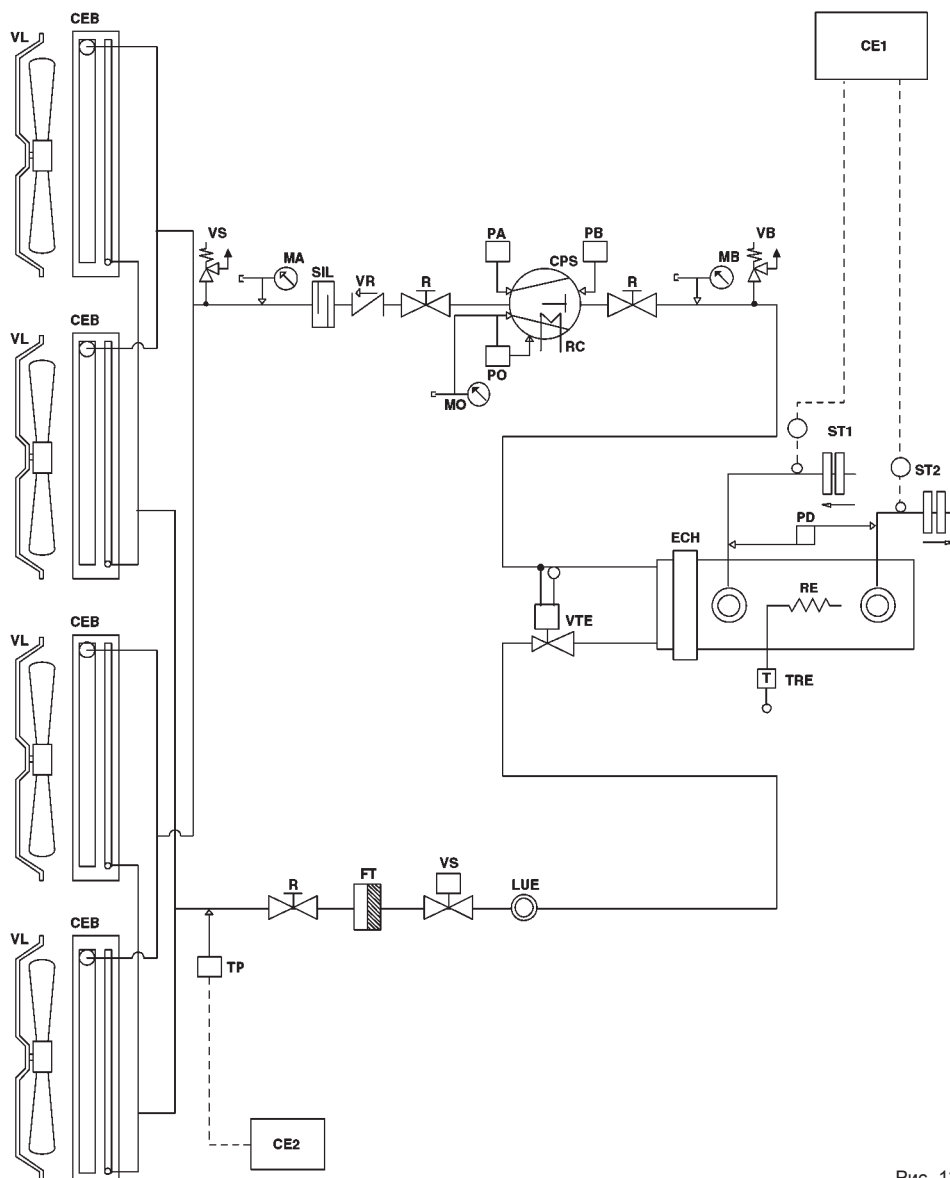 CEB
VL
CE1
VS
MA
SIL
VR
R
PA
CPS
PB
R
MB
VB
PO
RC
MO
CEB
VL
ST1
ST2
PD
ECH
RE
VTE
T
TRE
CEB
VL
R
FT
VS
LUE
CEB
VL
TP
CE2